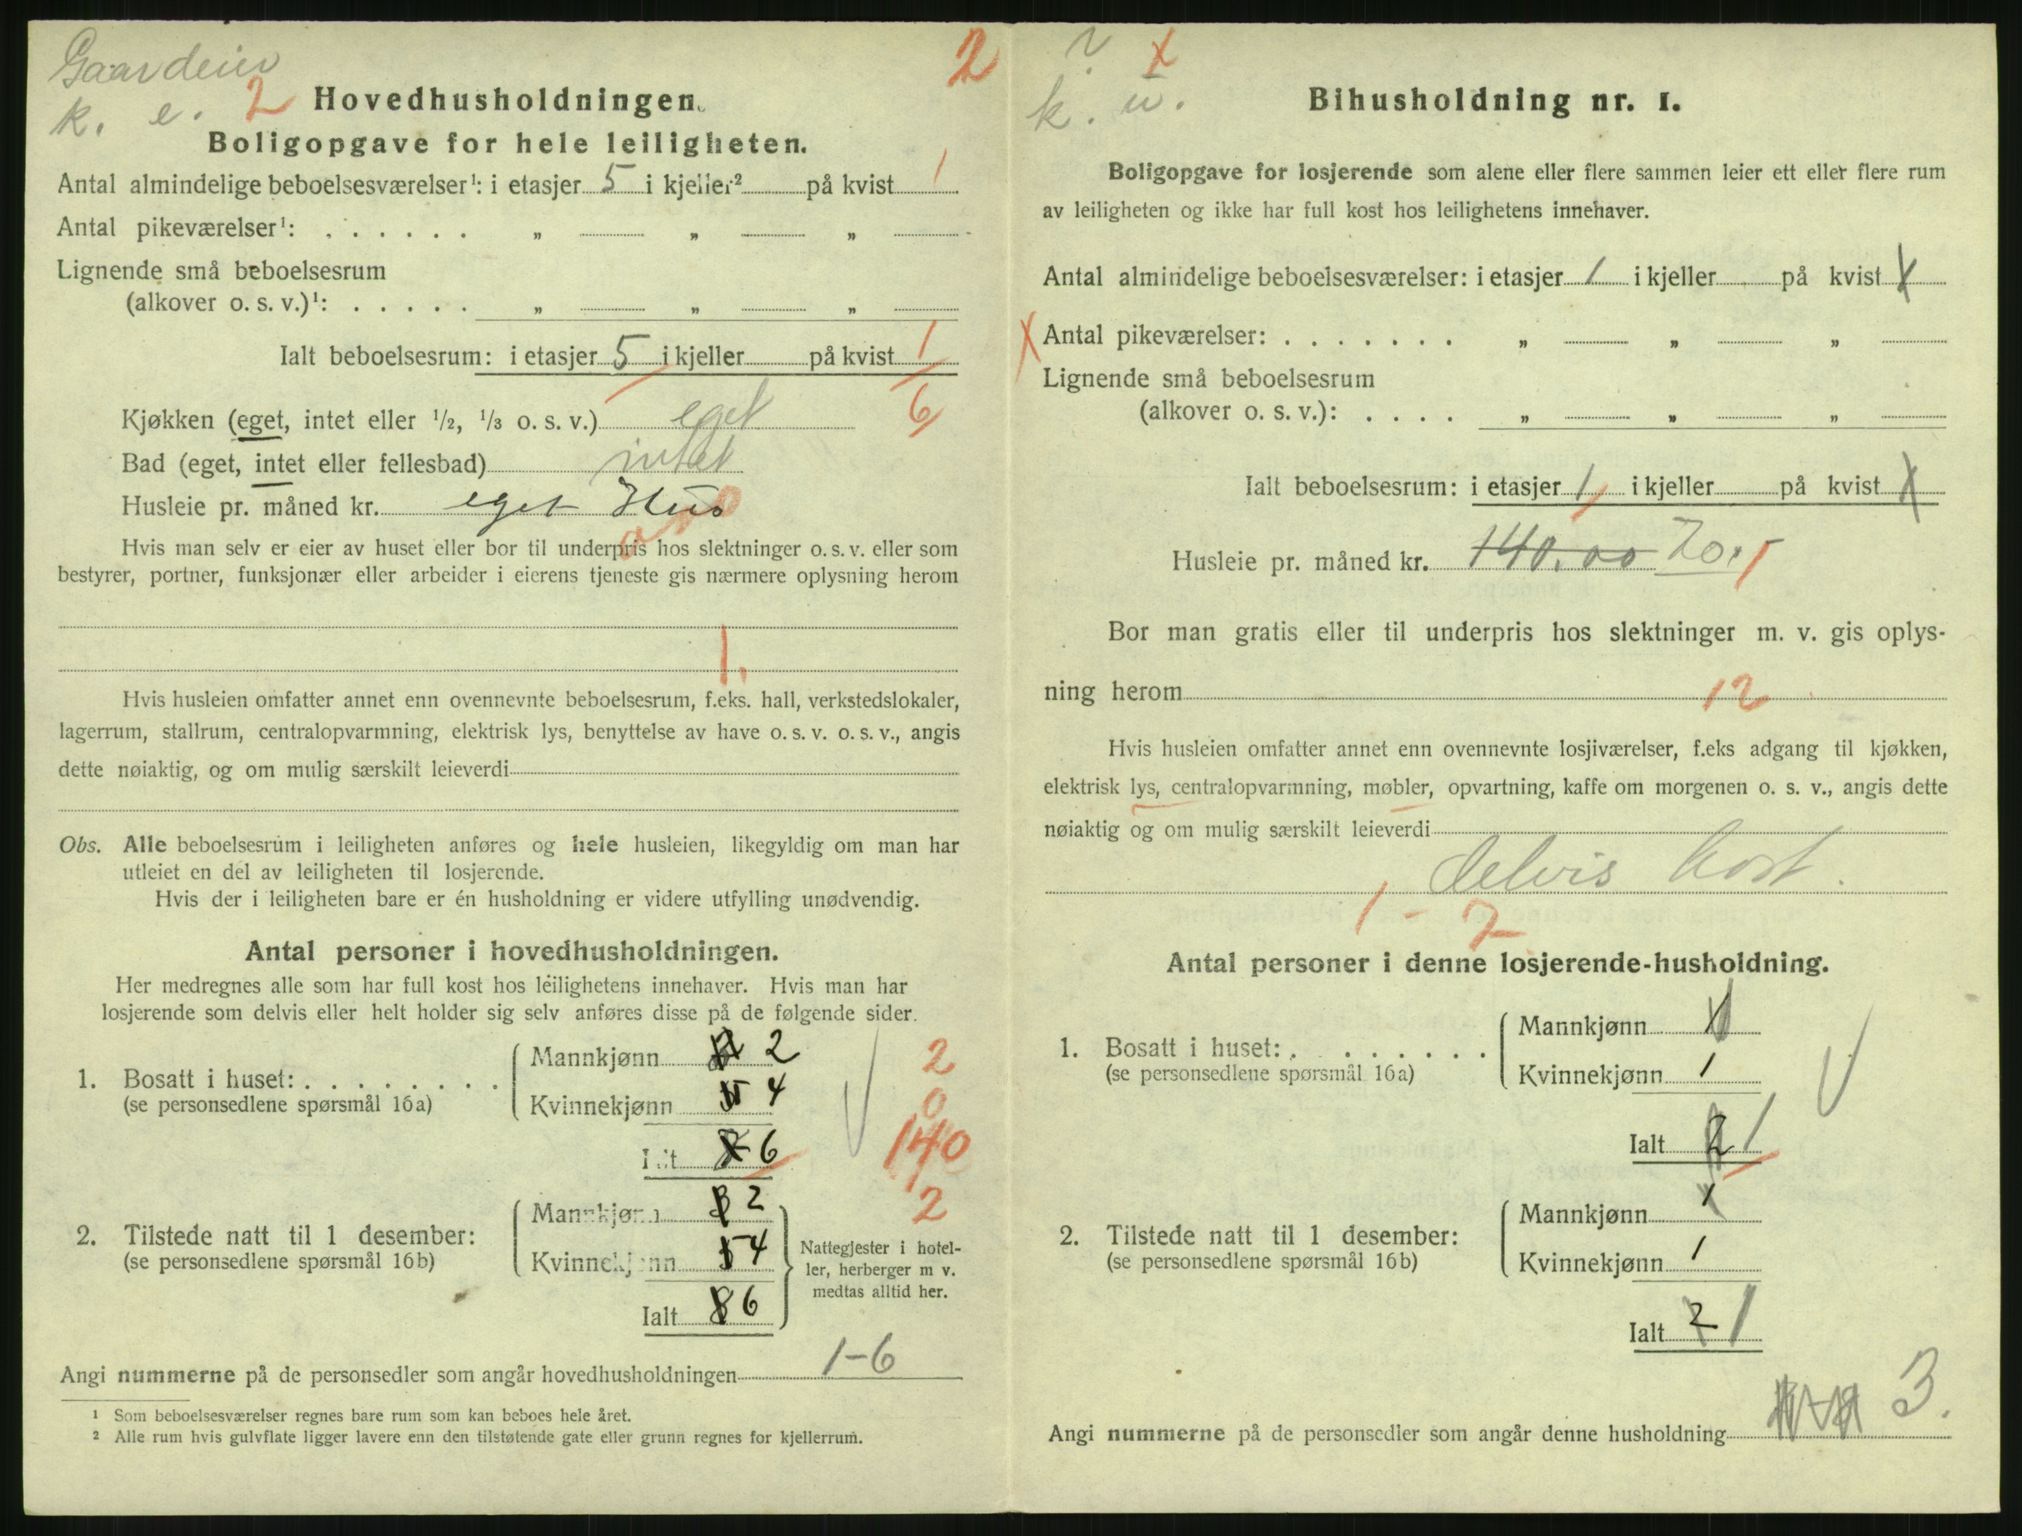 Gaardeier
k. e. 2
2
Hovedhusholdningen.
Boligopgave for hele leiligheten.
Antal almindelige beboelsesværelser¹: i etasjer 5 i kjeller² på kvist 1
Antal pikeværelser¹: . . . . . . „ „ „
Lignende små beboelsesrum
(alkover o. s. v.)¹: . . . . . „ „ „
Ialt beboelsesrum: i etasjer 5 i kjeller på kvist 1
6
Kjøkken (eget, intet eller ½, ⅓ o. s. v.) eget
Bad (eget, intet eller fellesbad) intet
Husleie pr. måned kr. eget Hus
Hvis man selv er eier av huset eller bor til underpris hos slektninger o. s. v. eller som
bestyrer, portner, funksjonær eller arbeider i eierens tjeneste gis nærmere oplysning herom
1.
Hvis husleien omfatter annet enn ovennevnte beboelsesrum, f.eks. hall, verkstedslokaler,
lagerrum, stallrum, centralopvarmning, elektrisk lys, benyttelse av have o. s. v. o. s. v., angis
dette nøiaktig, og om mulig særskilt leieverdi
Obs. Alle beboelsesrum i leiligheten anføres og hele husleien, likegyldig om man har
utleiet en del av leiligheten til losjerende.
Hvis der i leiligheten bare er én husholdning er videre utfylling unødvendig.
Antal personer i hovedhusholdningen.
Her medregnes alle som har full kost hos leilighetens innehaver. Hvis man har
losjerende som delvis eller helt holder sig selv anføres disse på de følgende sider.
1. Bosatt i huset: . . . . . . . .
(se personsedlene spørsmål 16a)
Mannkjønn 2
Kvinnekjønn 4
Ialt 6
2
0
140
2
2. Tilstede natt til 1 desember:
(se personsedlene spørsmål 16b)
Mannkjønn 2
Kvinnekjønn 4
Ialt 6
Nattegjester i hotel-
ler, herberger m v.
medtas alltid her.
Angi nummerne på de personsedler som angår hovedhusholdningen 1-6
¹ Som beboelsesværelser regnes bare rum som kan beboes hele året.
² Alle rum hvis gulvflate ligger lavere enn den tilstøtende gate eller grunn regnes for kjellerrum.
? x
k. u.
Bihusholdning nr. 1.
Boligopgave for losjerende som alene eller flere sammen leier ett eller flere rum
av leiligheten og ikke har full kost hos leilighetens innehaver.
Antal almindelige beboelsesværelser: i etasjer 1 i kjeller på kvist
x Antal pikeværelser: . . . . . . . „ „ „
Lignende små beboelsesrum
(alkover o. s. v.): . . . . „ „ „
Ialt beboelsesrum: i etasjer 1 i kjeller på kvist
Husleie pr. måned kr. 140.00 70.
Bor man gratis eller til underpris hos slektninger m. v. gis oplys-
ning herom 12
Hvis husleien omfatter annet enn ovennevnte losjiværelser, f.eks adgang til kjøkken,
elektrisk lys, centralopvarmning, møbler, opvartning, kaffe om morgenen o. s. v., angis dette
nøiaktig og om mulig særskilt leieverdi
delvis kost.
1 - 7
Antal personer i denne losjerende-husholdning.
1. Bosatt i huset: . . . . . . .
(se personsedlene spørsmål 16a)
Mannkjønn
Kvinnekjønn 1
Ialt 2 1
2. Tilstede natt til 1 desember:
(se personsedlene spørsmål 16b)
Mannkjønn 1
Kvinnekjønn 1
Ialt 2 1
Angi nummerne på de personsedler som angår denne husholdning 3.